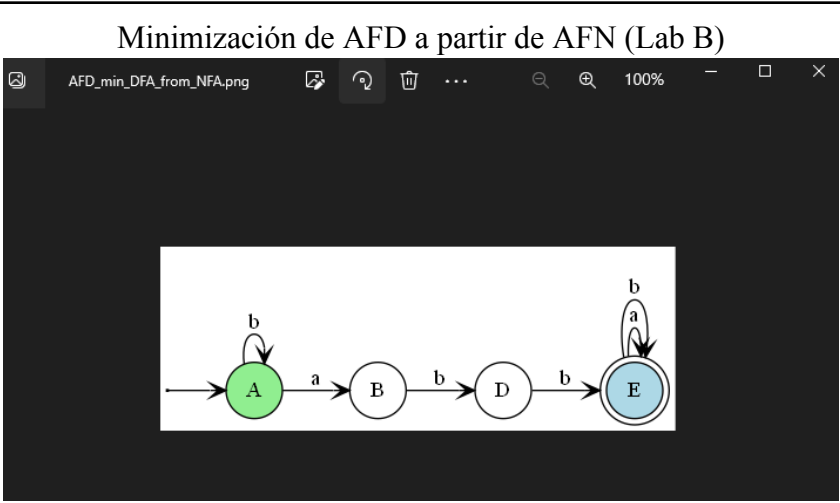 Minimización de AFD a partir de AFN (Lab B)
AFD_min_DFA_from_NFA.png
100%
b
b
a
A
a
B
b
D
b
E